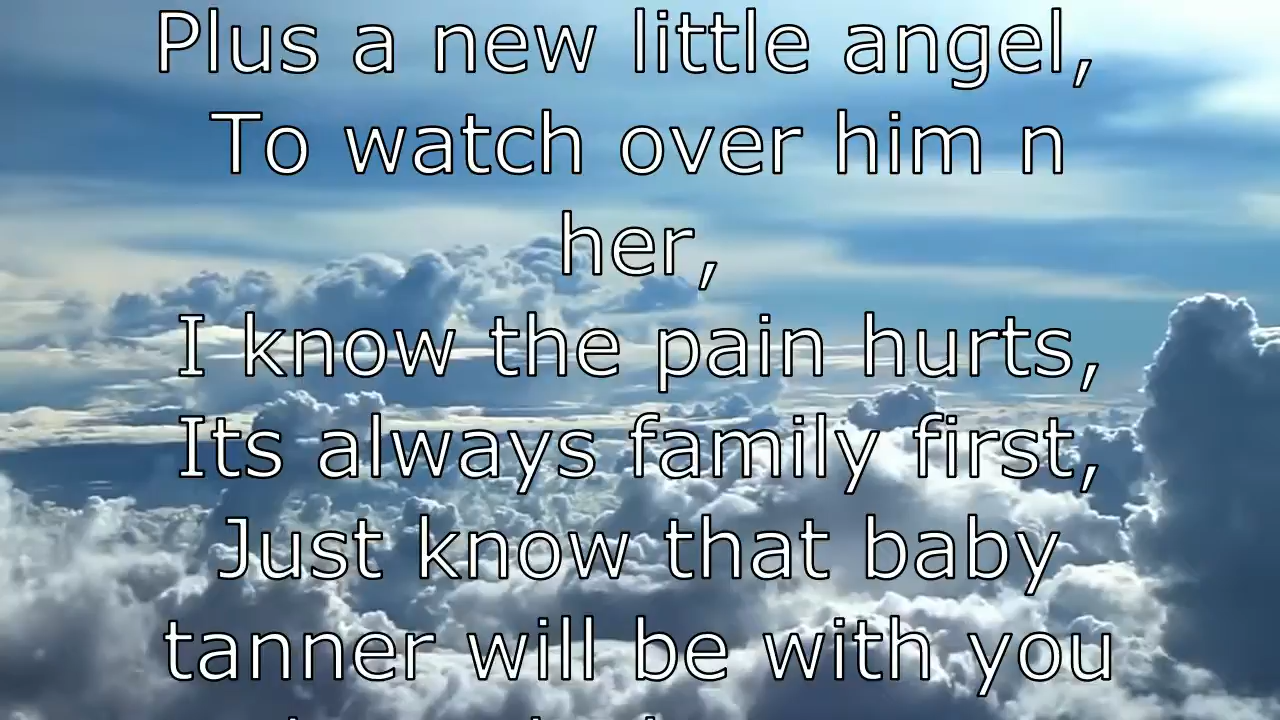 Plus a new little angel,
To watch over him n
her,
I know the pain hurts,
Its always family first,
Just know that baby
tanner will be with you